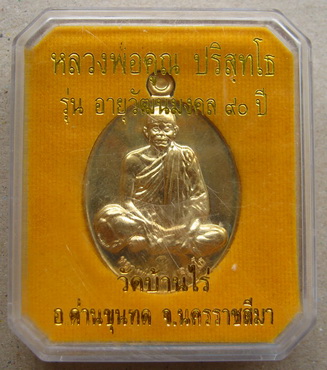 หลวงพ่อคูณ ปริสุทโธ
รุ่น อายุวัฒนมงคล ๙๐ ปี
วัดบ้านไร่
อ ด่านขุนทด จ.นครราชสีมา